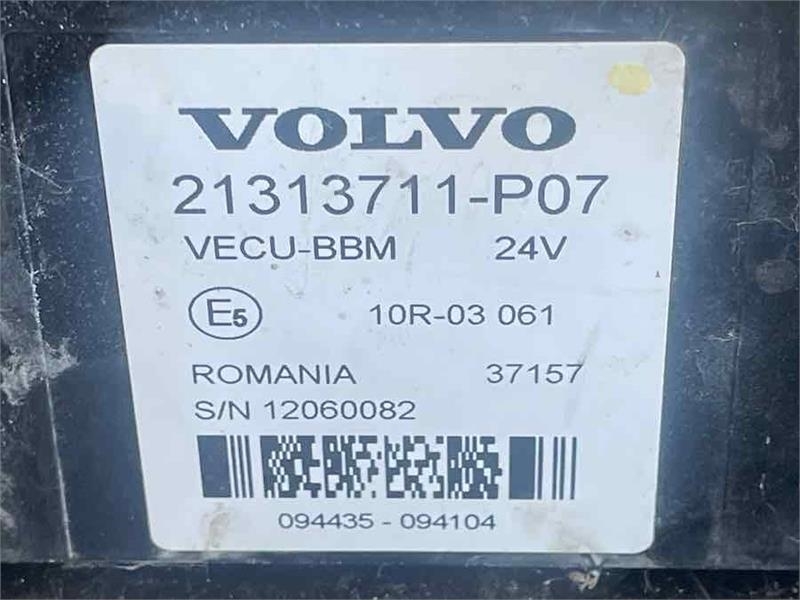 VOLVO
21313711-P07
VECU-BBM 24V
E5 10R-03 061
ROMANIA 37157
S/N 12060082
094435 - 094104